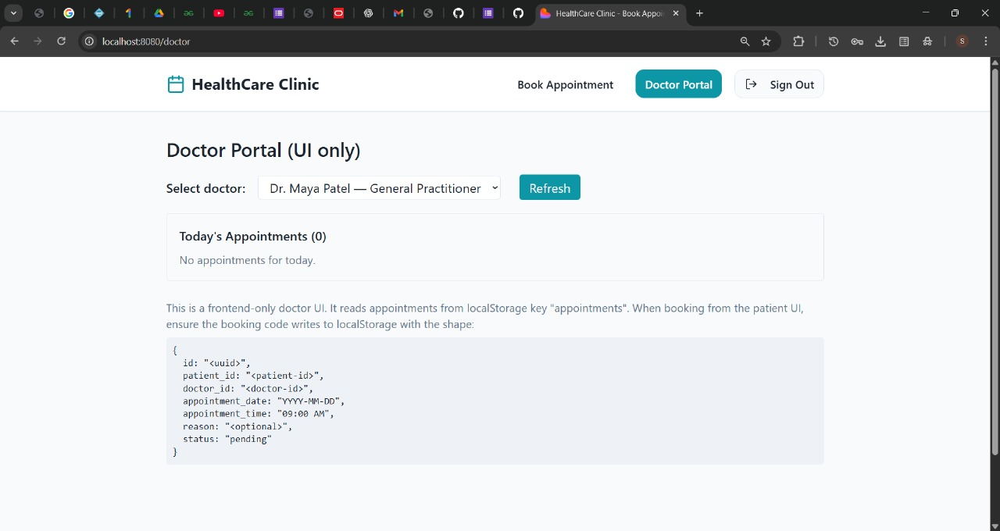 HealthCare Clinic - Book Appoi
localhost:8080/doctor
S
HealthCare Clinic
Book Appointment
Doctor Portal
Sign Out
Doctor Portal (UI only)
Select doctor:
Dr. Maya Patel — General Practitioner
Refresh
Today's Appointments (0)
No appointments for today.
This is a frontend-only doctor UI. It reads appointments from localStorage key "appointments". When booking from the patient UI,
ensure the booking code writes to localStorage with the shape:
{
  id: "<uuid>",
  patient_id: "<patient-id>",
  doctor_id: "<doctor-id>",
  appointment_date: "YYYY-MM-DD",
  appointment_time: "09:00 AM",
  reason: "<optional>",
  status: "pending"
}